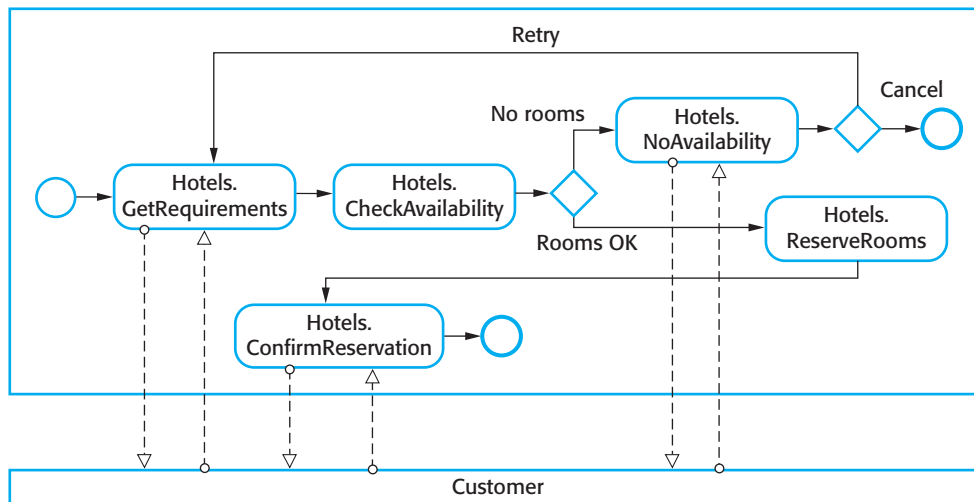 Retry
Cancel
No rooms
Hotels.
NoAvailability
Hotels.
GetRequirements
Hotels.
CheckAvailability
Rooms OK
Hotels.
ReserveRooms
Hotels.
ConfirmReservation
Customer